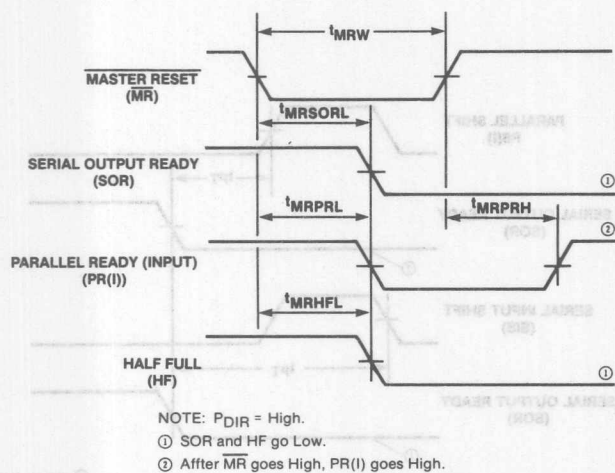 tMRW
MASTER RESET
(MR)
tMRSORL
SERIAL OUTPUT READY
(SOR)
①
tMRPRL
tMRPRH
②
PARALLEL READY (INPUT)
(PR(I))
tMRHFL
HALF FULL
(HF)
①
NOTE: PDIR = High.
① SOR and HF go Low.
② Affter MR goes High, PR(I) goes High.